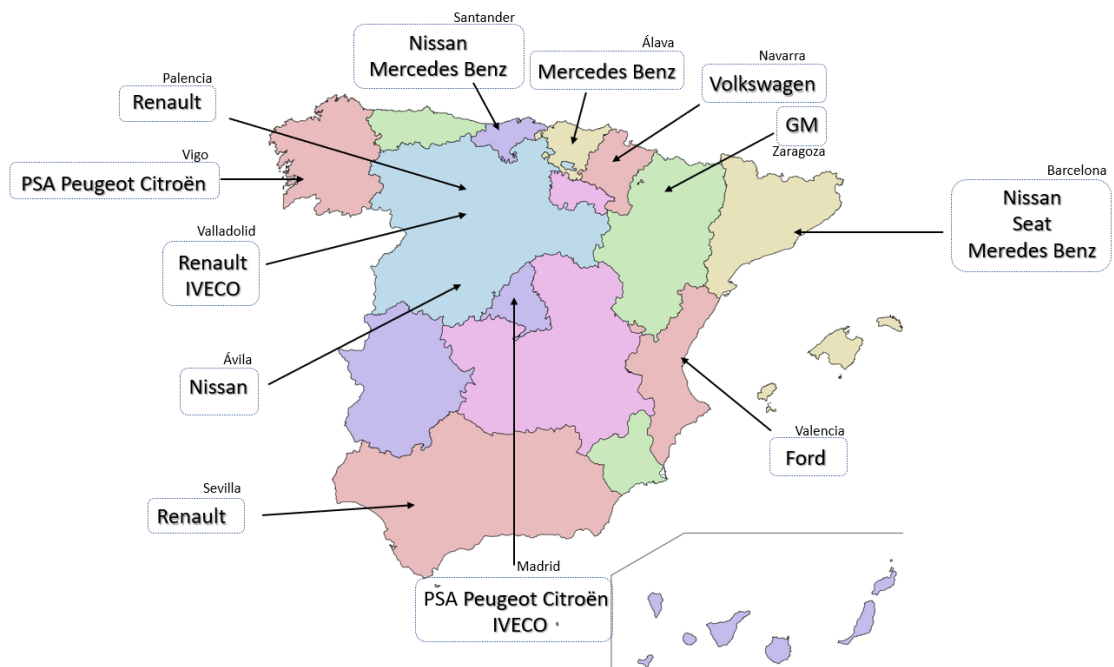 Santander
Nissan
Mercedes Benz
Álava
Mercedes Benz
Navarra
Volkswagen
GM
Zaragoza
Palencia
Renault
Vigo
PSA Peugeot Citroën
Barcelona
Nissan
Seat
Meredes Benz
Valladolid
Renault
IVECO
Ávila
Nissan
Valencia
Ford
Sevilla
Renault
Madrid
PSA Peugeot Citroën
IVECO